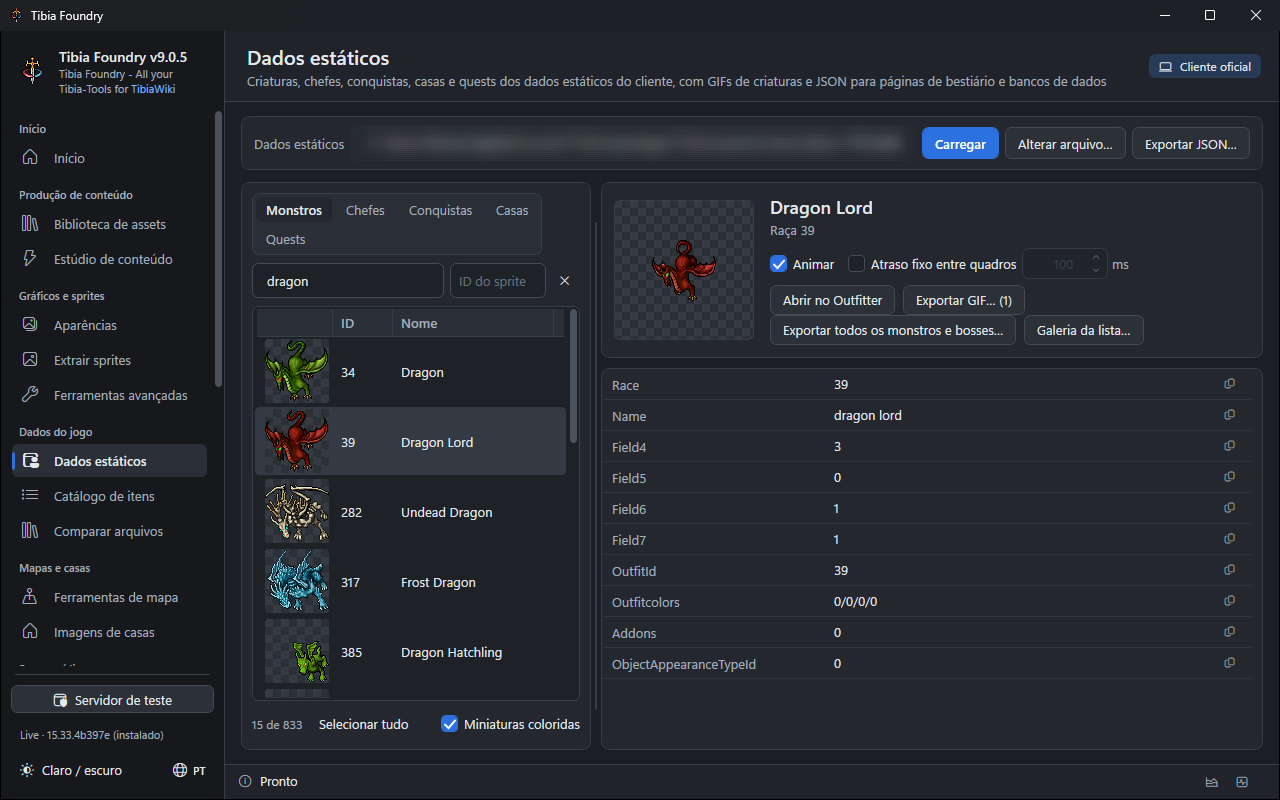 Tibia Foundry
Tibia Foundry v9.0.5
Tibia Foundry - All your
Tibia-Tools for TibiaWiki
Início
Início
Produção de conteúdo
Biblioteca de assets
Estúdio de conteúdo
Gráficos e sprites
Aparências
Extrair sprites
Ferramentas avançadas
Dados do jogo
Dados estáticos
Catálogo de itens
Comparar arquivos
Mapas e casas
Ferramentas de mapa
Imagens de casas
Servidor de teste
Live · 15.33.4b397e (instalado)
Claro / escuro
PT
Dados estáticos
Criaturas, chefes, conquistas, casas e quests dos dados estáticos do cliente, com GIFs de criaturas e JSON para páginas de bestiário e bancos de dados
Cliente oficial
Dados estáticos
Carregar
Alterar arquivo...
Exportar JSON...
Monstros Chefes Conquistas Casas
Quests
dragon
ID do sprite
ID Nome
34 Dragon
39 Dragon Lord
282 Undead Dragon
317 Frost Dragon
385 Dragon Hatchling
15 de 833
Selecionar tudo
Miniaturas coloridas
Dragon Lord
Raça 39
Animar
Atraso fixo entre quadros
100
ms
Abrir no Outfitter
Exportar GIF... (1)
Exportar todos os monstros e bosses...
Galeria da lista...
Race 39
Name dragon lord
Field4 3
Field5 0
Field6 1
Field7 1
OutfitId 39
Outfitcolors 0/0/0/0
Addons 0
ObjectAppearanceTypeId 0
Pronto